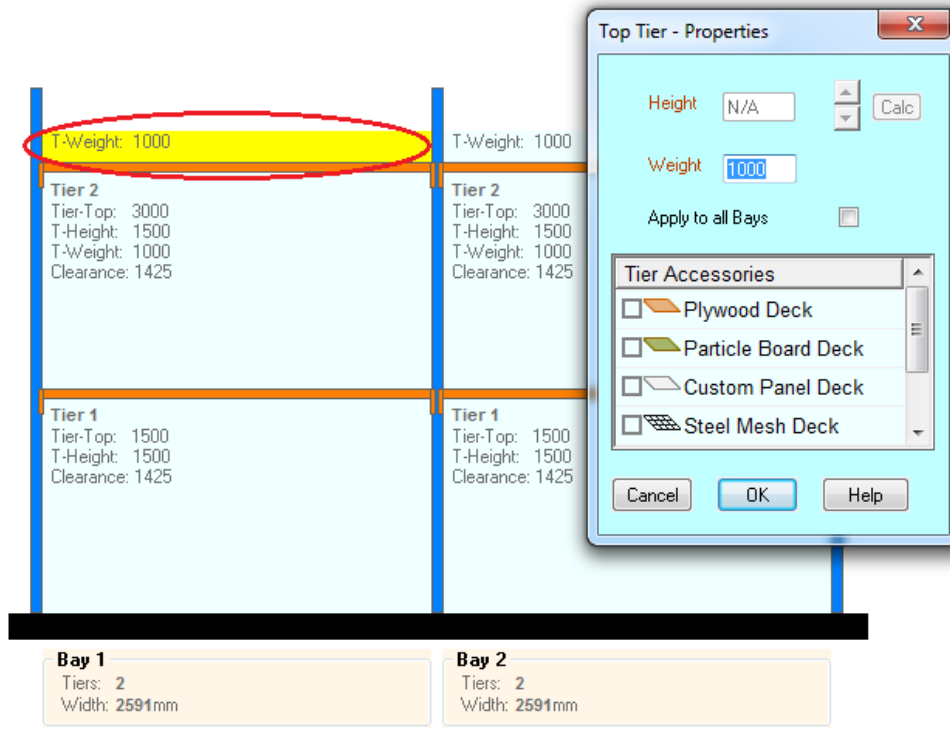 Top Tier - Properties
Height N/A Calc
Weight 1000
Apply to all Bays
Tier Accessories
Plywood Deck
Particle Board Deck
Custom Panel Deck
Steel Mesh Deck
Cancel OK Help
T-Weight: 1000
Tier 2
Tier-Top: 3000
T-Height: 1500
T-Weight: 1000
Clearance: 1425
Tier 1
Tier-Top: 1500
T-Height: 1500
Clearance: 1425
T-Weight: 1000
Tier 2
Tier-Top: 3000
T-Height: 1500
T-Weight: 1000
Clearance: 1425
Tier 1
Tier-Top: 1500
T-Height: 1500
Clearance: 1425
Bay 1
Tiers: 2
Width: 2591mm
Bay 2
Tiers: 2
Width: 2591mm